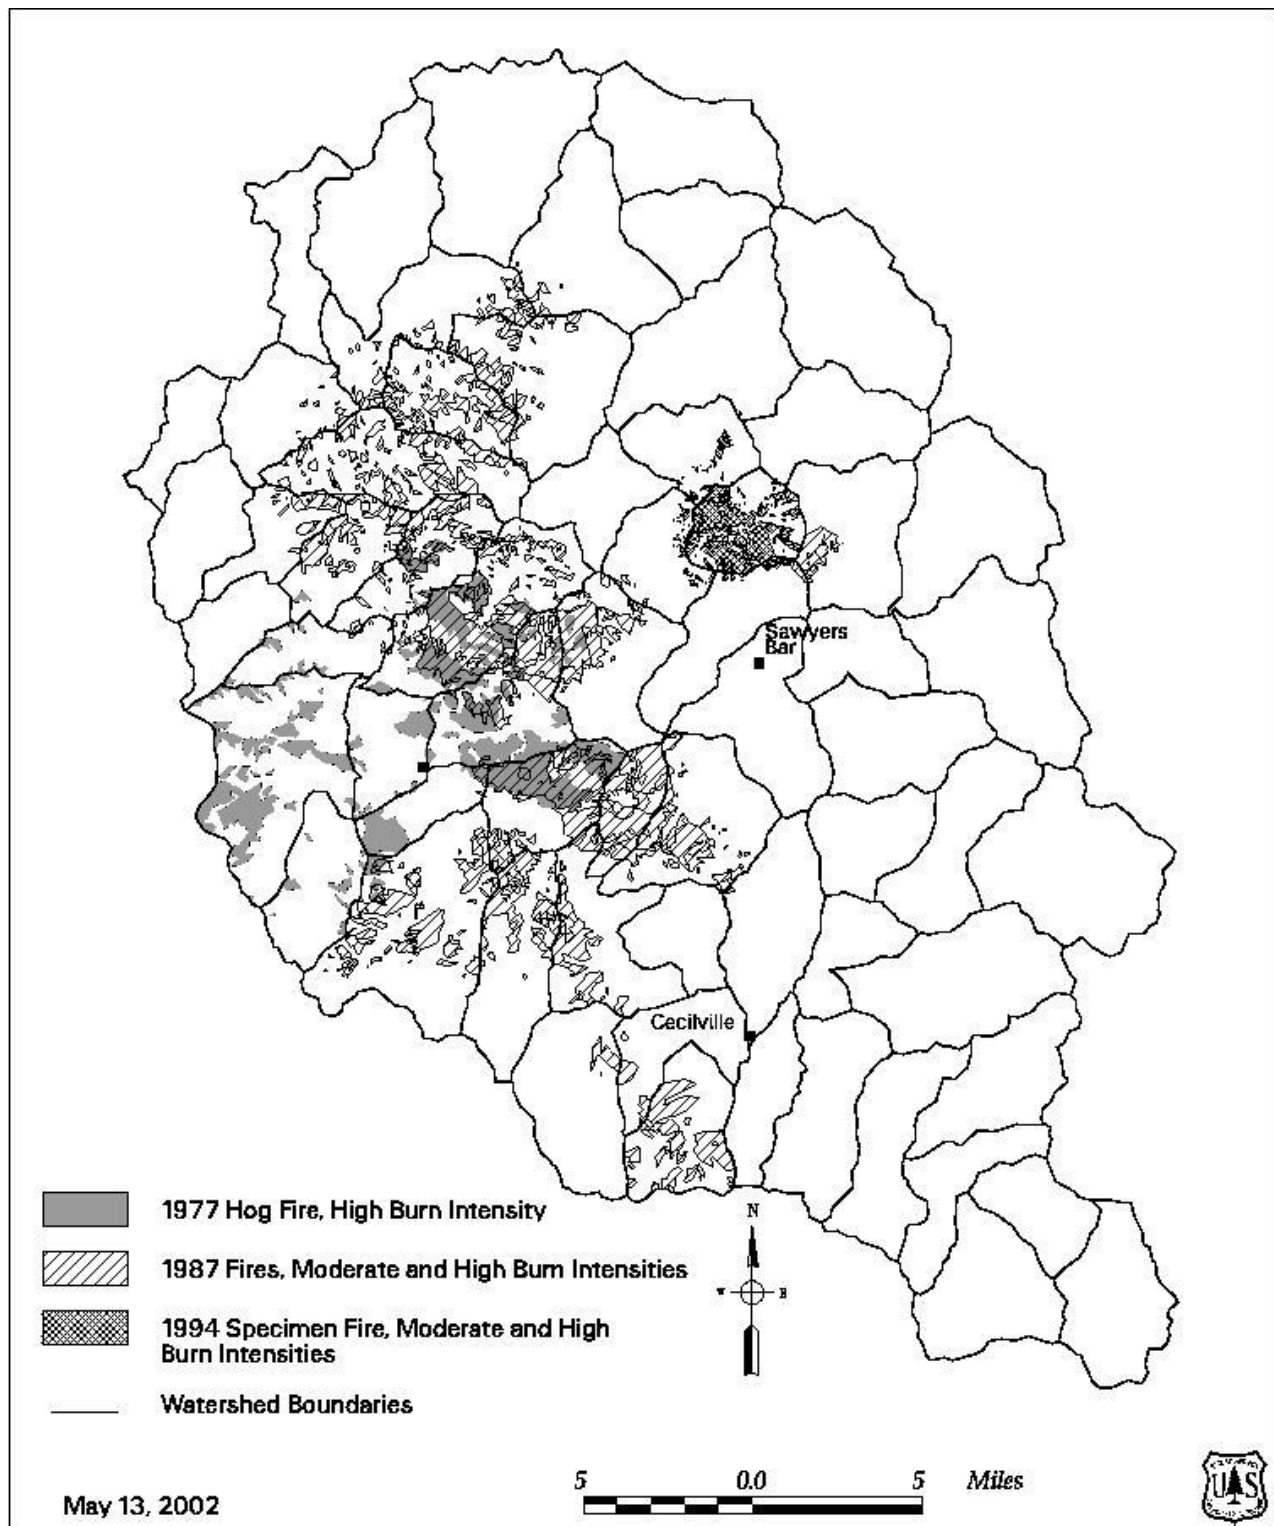 Sawyers
Bar
Cecilville
1977 Hog Fire, High Burn Intensity
N
1987 Fires, Moderate and High Burn Intensities
W
E
1994 Specimen Fire, Moderate and High
Burn Intensities
Watershed Boundaries
5
0.0
5
Miles
U S
May 13, 2002